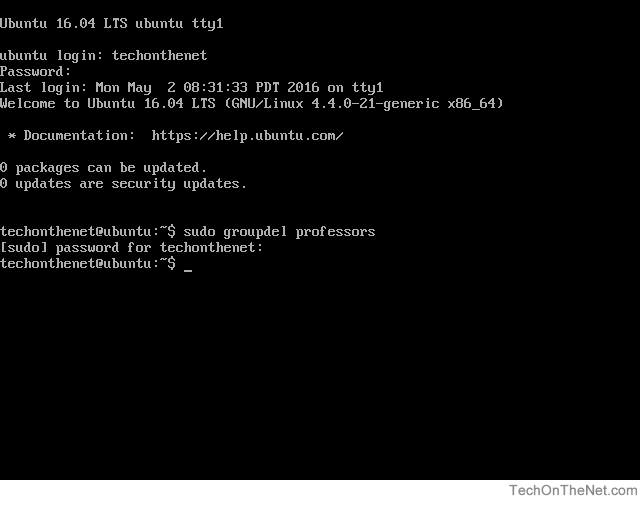 Ubuntu 16.04 LTS ubuntu tty1
ubuntu login: techonthenet
Password:
Last login: Mon May  2 08:31:33 PDT 2016 on tty1
Welcome to Ubuntu 16.04 LTS (GNU/Linux 4.4.0-21-generic x86_64)
 * Documentation:  https://help.ubuntu.com/
0 packages can be updated.
0 updates are security updates.
techonthenet@ubuntu:~$ sudo groupdel professors
[sudo] password for techonthenet:
techonthenet@ubuntu:~$ _
TechOnTheNet.com